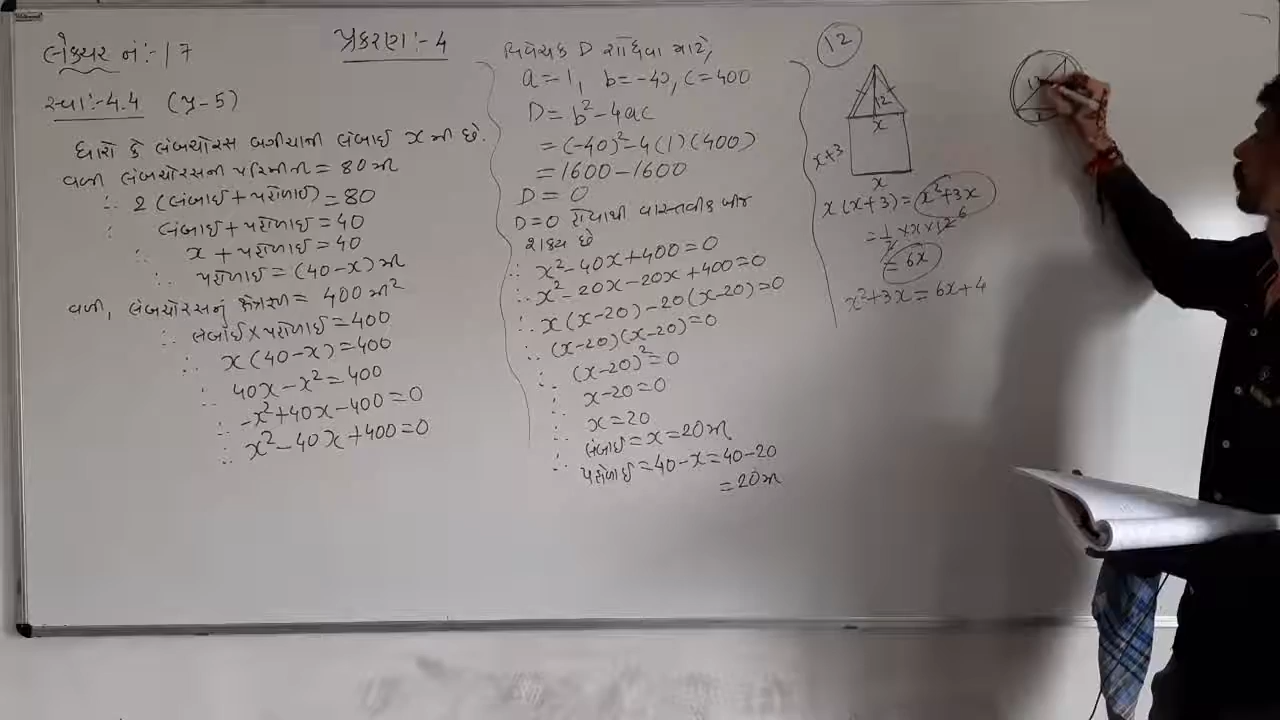 લેક્ચર નં:-17
પ્રકરણ:-4
સ્વા:-4.4 (પ્ર-5)
ધારો કે લંબચોરસ બગીચાની લંબાઈ x મી છે.
વળી લંબચોરસની પરિમીતી = 80 મી
∴ 2 (લંબાઈ + પહોળાઈ) = 80
∴ લંબાઈ + પહોળાઈ = 40
∴ x + પહોળાઈ = 40
∴ પહોળાઈ = (40-x) મી
વળી, લંબચોરસનું ક્ષેત્રફળ = 400 મી²
∴ લંબાઈ × પહોળાઈ = 400
∴ x (40-x) = 400
∴ 40x - x² = 400
∴ -x² + 40x - 400 = 0
∴ x² - 40x + 400 = 0
વિવેચક D શોધવા માટે,
a = 1, b = -40, c = 400
D = b² - 4ac
= (-40)² - 4(1)(400)
= 1600 - 1600
D = 0
D = 0 હોવાથી વાસ્તવીક બીજ
શક્ય છે
∴ x² - 40x + 400 = 0
∴ x² - 20x - 20x + 400 = 0
∴ x(x-20) - 20(x-20) = 0
∴ (x-20)(x-20) = 0
∴ (x-20)² = 0
∴ x - 20 = 0
∴ x = 20
∴ લંબાઈ = x = 20 મી
∴ પહોળાઈ = 40 - x = 40 - 20
= 20 મી
12
12
x
x+3
x
x(x+3) = x² + 3x
= 1/2 × x × 12 6
= 6x
x² + 3x = 6x + 4